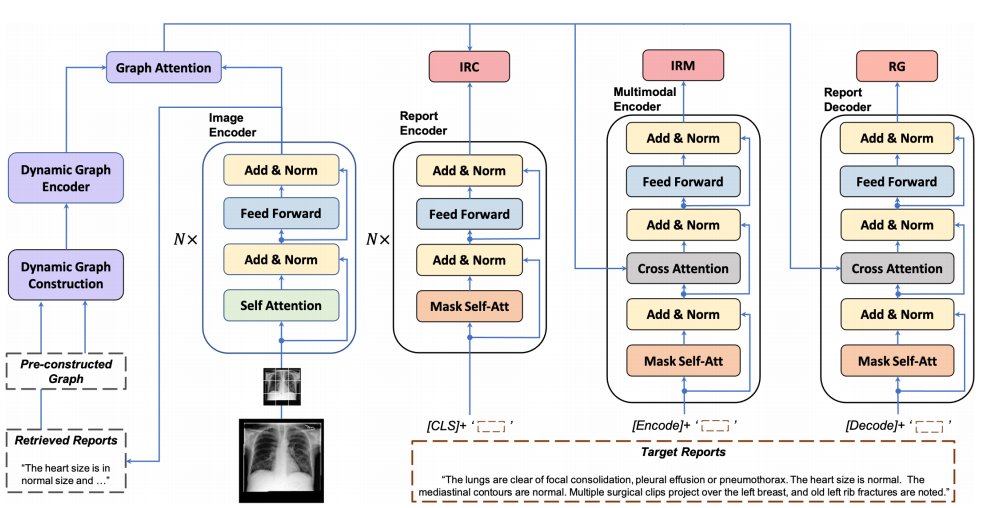 Graph Attention
IRC
IRM
RG
Image
Encoder
Report
Encoder
Multimodal
Encoder
Report
Decoder
Dynamic Graph
Encoder
Dynamic Graph
Construction
Pre-constructed
Graph
Retrieved Reports
“The heart size is in
normal size and …”
N×
Add & Norm
Feed Forward
Add & Norm
Self Attention
N×
Add & Norm
Feed Forward
Add & Norm
Mask Self-Att
Add & Norm
Feed Forward
Add & Norm
Cross Attention
Add & Norm
Mask Self-Att
Add & Norm
Feed Forward
Add & Norm
Cross Attention
Add & Norm
Mask Self-Att
[CLS]+ ‘ ’
[Encode]+ ‘ ’
[Decode]+ ‘ ’
Target Reports
“The lungs are clear of focal consolidation, pleural effusion or pneumothorax. The heart size is normal. The
mediastinal contours are normal. Multiple surgical clips project over the left breast, and old left rib fractures are noted.”